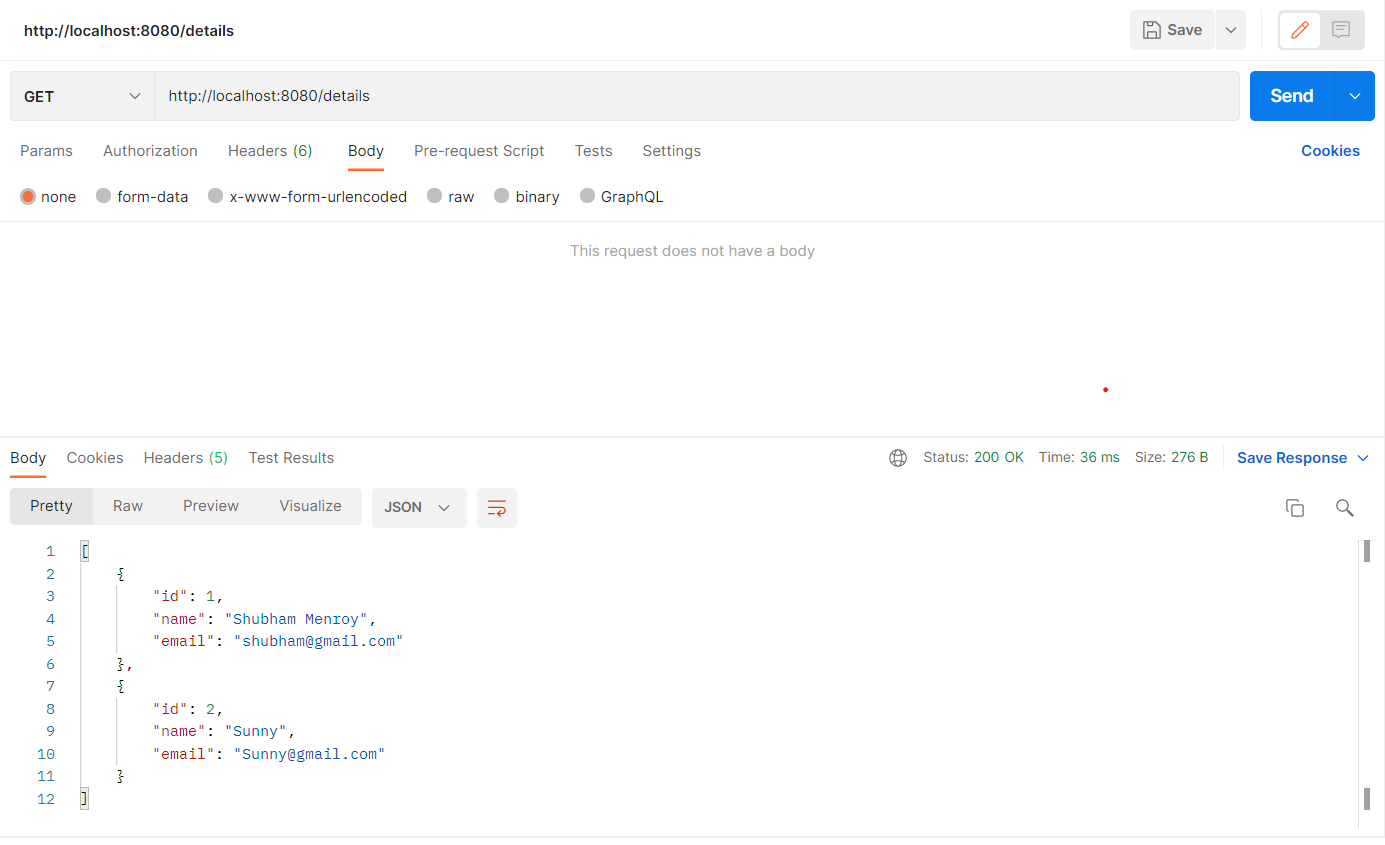 http://localhost:8080/details
Save
GET
http://localhost:8080/details
Send
Params Authorization Headers (6) Body Pre-request Script Tests Settings Cookies
none form-data x-www-form-urlencoded raw binary GraphQL
This request does not have a body
Body Cookies Headers (5) Test Results Status: 200 OK Time: 36 ms Size: 276 B Save Response
Pretty Raw Preview Visualize JSON
1 [
2 {
3 "id": 1,
4 "name": "Shubham Menroy",
5 "email": "shubham@gmail.com"
6 },
7 {
8 "id": 2,
9 "name": "Sunny",
10 "email": "Sunny@gmail.com"
11 }
12 ]